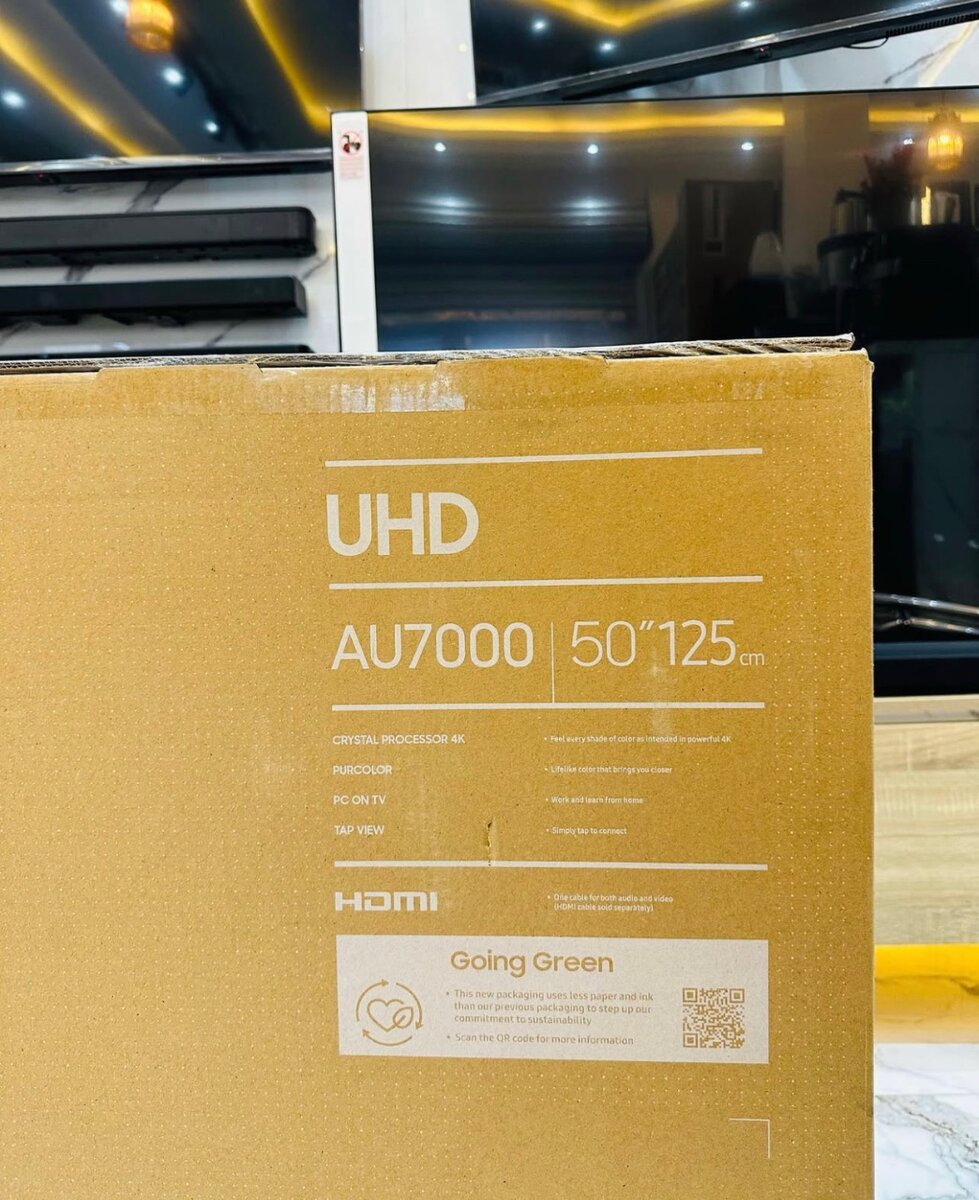 UHD
AU7000 | 50″ 125 cm
CRYSTAL PROCESSOR 4K • Feel every shade of color as intended in powerful 4K
PURCOLOR • Lifelike color that brings you closer
PC ON TV • Work and learn from home
TAP VIEW • Simply tap to connect
HDMI • One cable for both audio and video
(HDMI cable sold separately)
Going Green
• This new packaging uses less paper and ink
than our previous packaging to step up our
commitment to sustainability
• Scan the QR code for more information